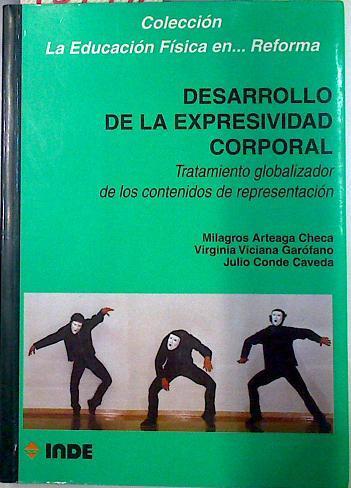 Colección
La Educación Física en... Reforma
DESARROLLO
DE LA EXPRESIVIDAD
CORPORAL
Tratamiento globalizador
de los contenidos de representación
Milagros Arteaga Checa
Virginia Viciana Garófano
Julio Conde Caveda
INDE